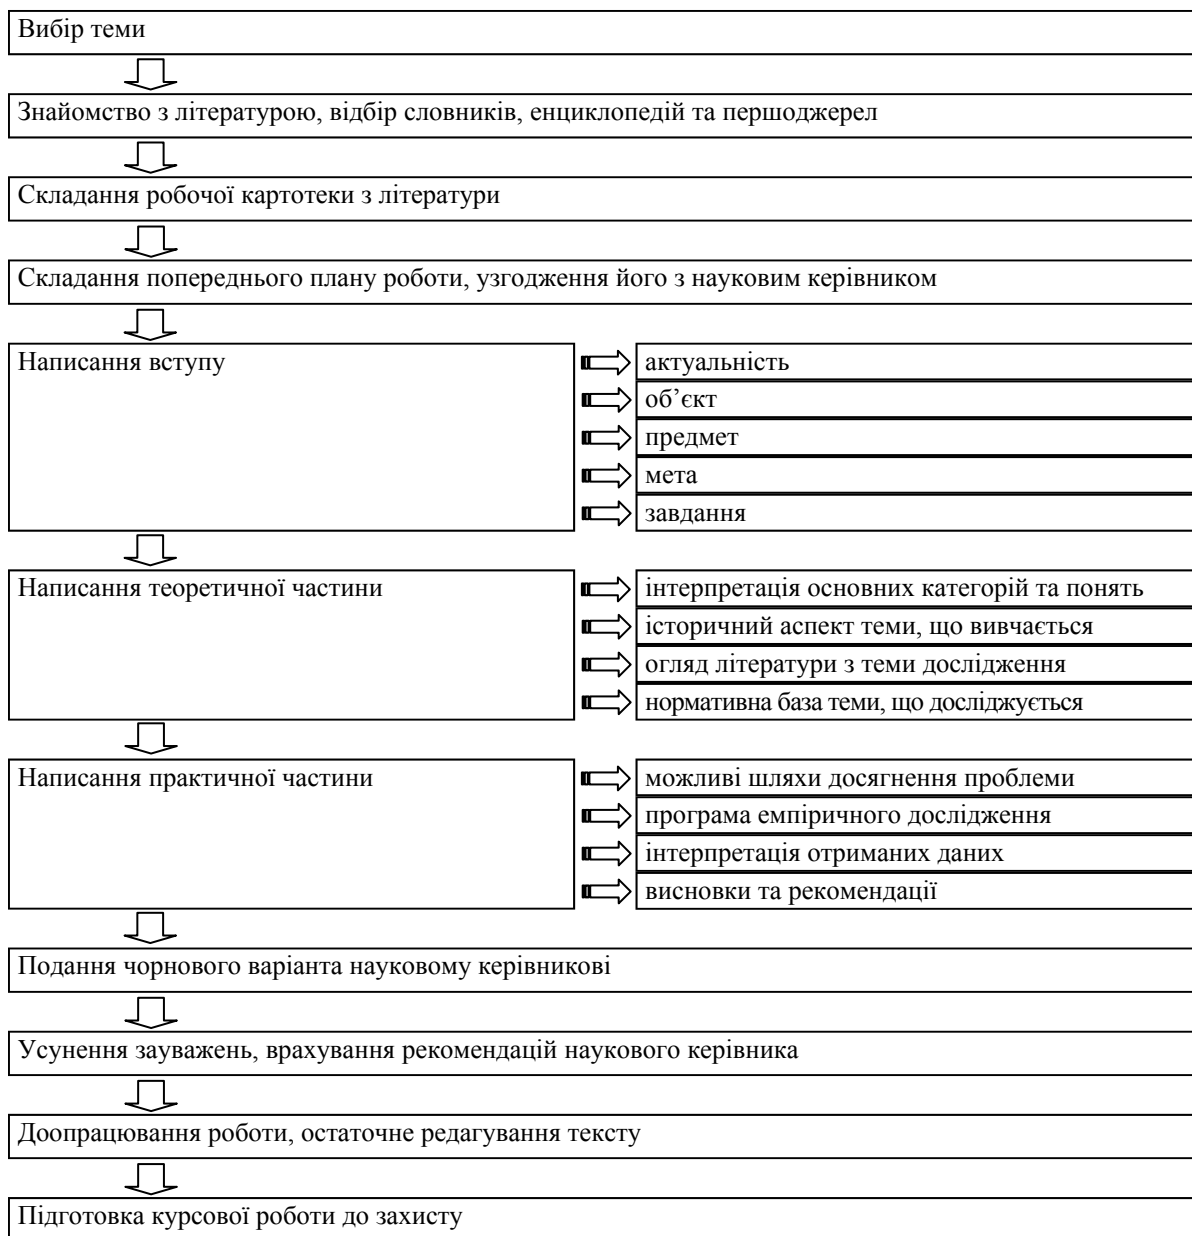 Вибір теми
Знайомство з літературою, відбір словників, енциклопедій та першоджерел
Складання робочої картотеки з літератури
Складання попереднього плану роботи, узгодження його з науковим керівником
Написання вступу
актуальність
об’єкт
предмет
мета
завдання
Написання теоретичної частини
інтерпретація основних категорій та понять
історичний аспект теми, що вивчається
огляд літератури з теми дослідження
нормативна база теми, що досліджується
Написання практичної частини
можливі шляхи досягнення проблеми
програма емпіричного дослідження
інтерпретація отриманих даних
висновки та рекомендації
Подання чорнового варіанта науковому керівникові
Усунення зауважень, врахування рекомендацій наукового керівника
Доопрацювання роботи, остаточне редагування тексту
Підготовка курсової роботи до захисту